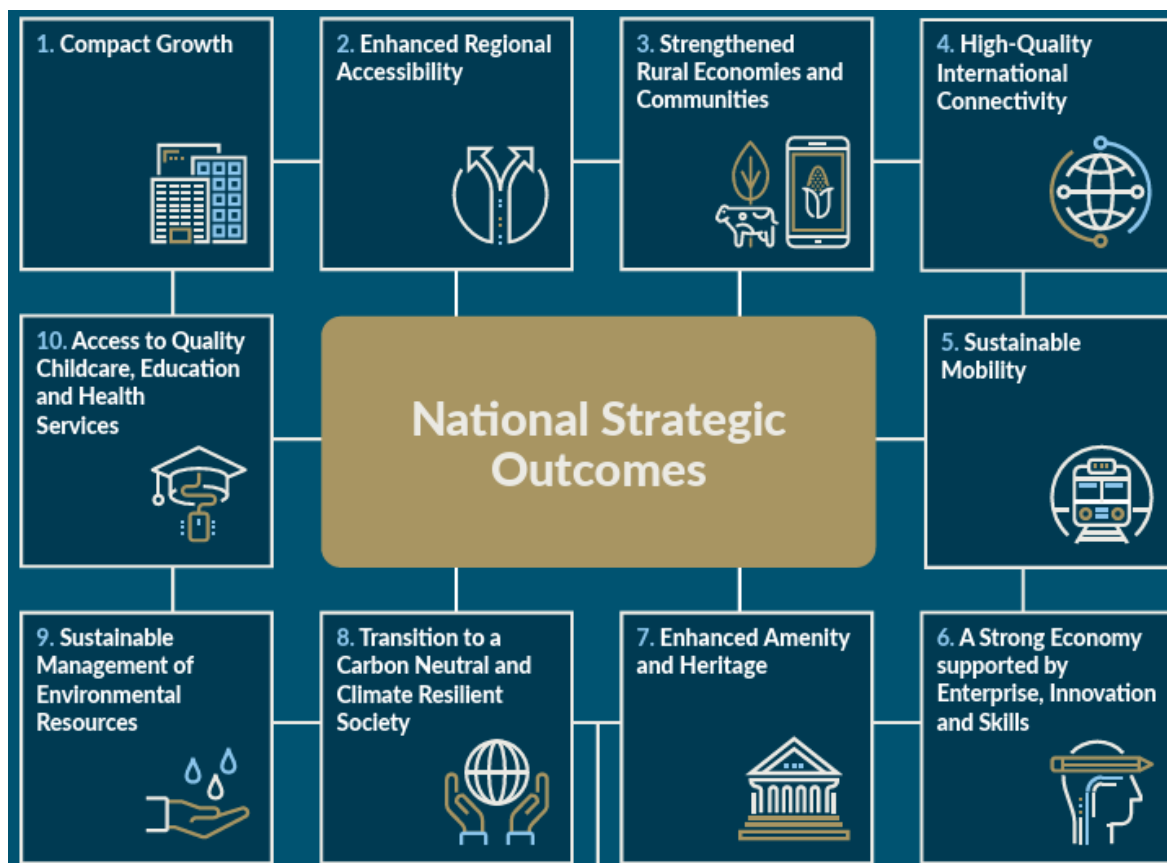 1. Compact Growth
2. Enhanced Regional
Accessibility
3. Strengthened
Rural Economies and
Communities
4. High-Quality
International
Connectivity
10. Access to Quality
Childcare, Education
and Health
Services
National Strategic
Outcomes
5. Sustainable
Mobility
9. Sustainable
Management of
Environmental
Resources
8. Transition to a
Carbon Neutral and
Climate Resilient
Society
7. Enhanced Amenity
and Heritage
6. A Strong Economy
supported by
Enterprise, Innovation
and Skills